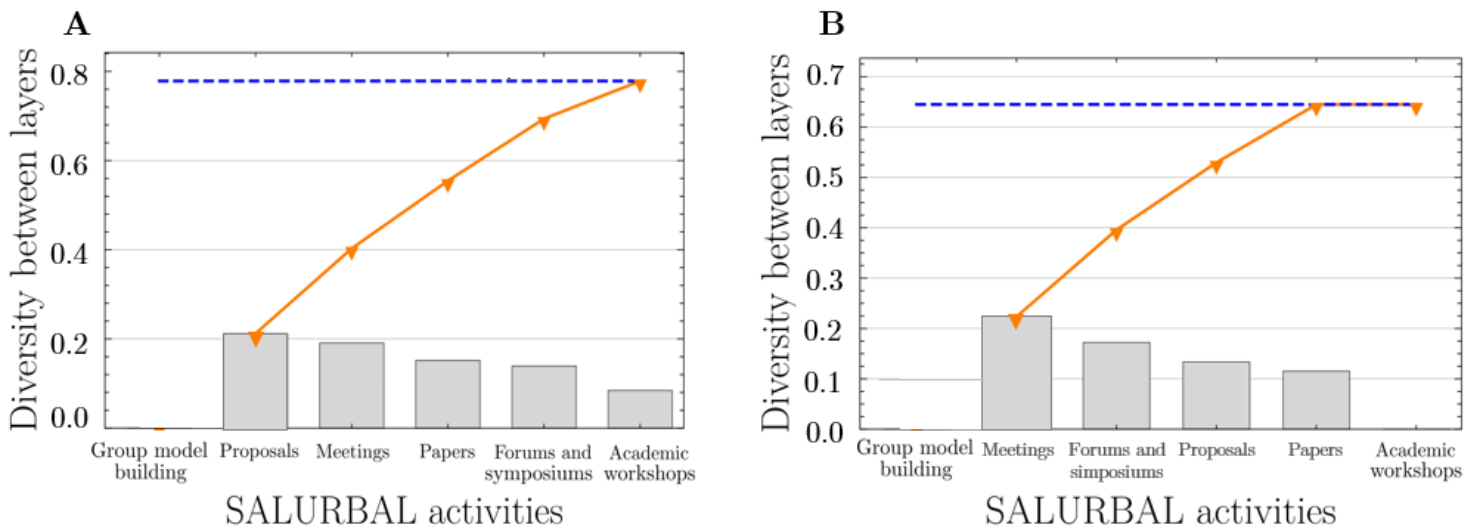 A
Diversity between layers
0.8
0.6
0.4
0.2
0.0
Group model
building
Proposals
Meetings
Papers
Forums and
symposiums
Academic
workshops
SALURBAL activities
B
Diversity between layers
0.7
0.6
0.5
0.4
0.3
0.2
0.1
0.0
Group model
building
Meetings
Forums and
simposiums
Proposals
Papers
Academic
workshops
SALURBAL activities